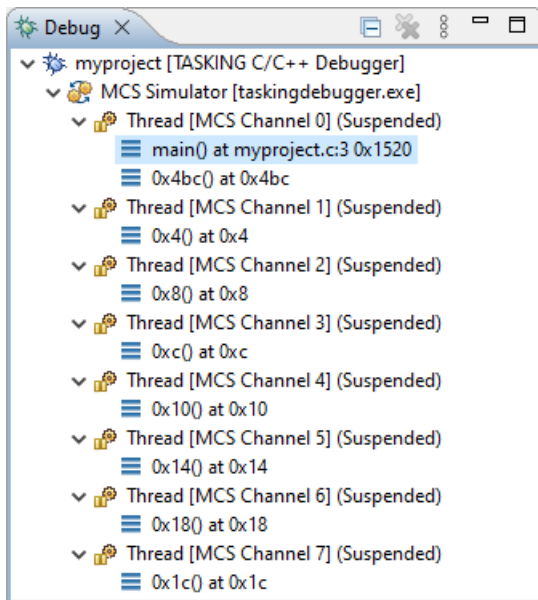 Debug
myproject [TASKING C/C++ Debugger]
MCS Simulator [taskingdebugger.exe]
Thread [MCS Channel 0] (Suspended)
main() at myproject.c:3 0x1520
0x4bc() at 0x4bc
Thread [MCS Channel 1] (Suspended)
0x4() at 0x4
Thread [MCS Channel 2] (Suspended)
0x8() at 0x8
Thread [MCS Channel 3] (Suspended)
0xc() at 0xc
Thread [MCS Channel 4] (Suspended)
0x10() at 0x10
Thread [MCS Channel 5] (Suspended)
0x14() at 0x14
Thread [MCS Channel 6] (Suspended)
0x18() at 0x18
Thread [MCS Channel 7] (Suspended)
0x1c() at 0x1c